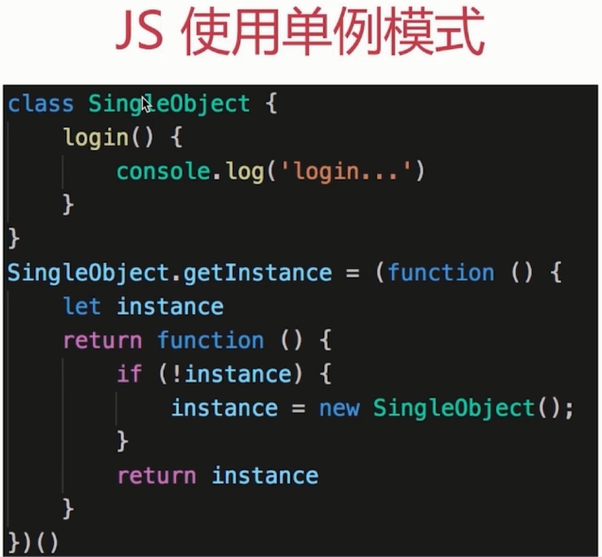 JS 使用单例模式
class SingleObject {
    login() {
        console.log('login...')
    }
}
SingleObject.getInstance = (function () {
    let instance
    return function () {
        if (!instance) {
            instance = new SingleObject();
        }
        return instance
    }
})()